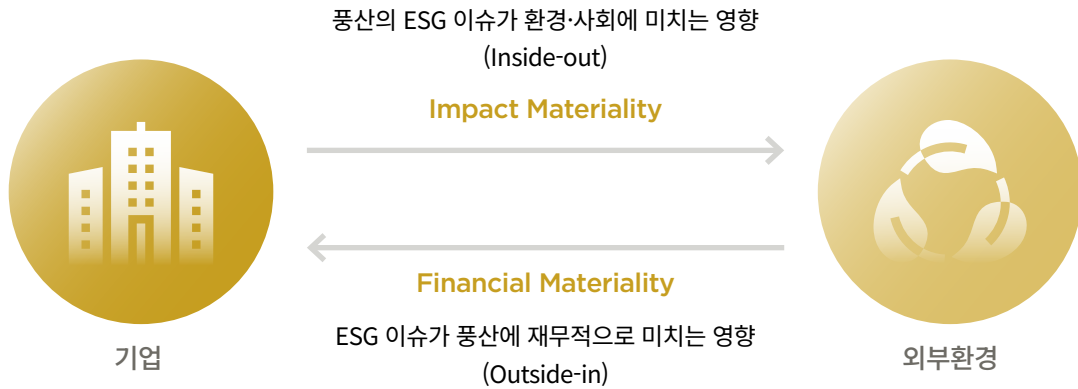 풍산의 ESG 이슈가 환경·사회에 미치는 영향
(Inside-out)
Impact Materiality
Financial Materiality
ESG 이슈가 풍산에 재무적으로 미치는 영향
(Outside-in)
기업
외부환경